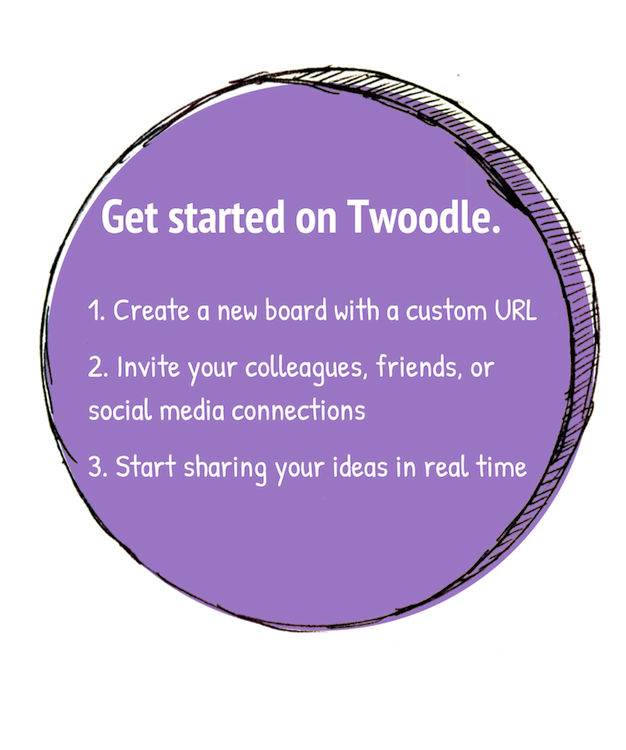 Get started on Twoodle.
1. Create a new board with a custom URL
2. Invite your colleagues, friends, or
social media connections
3. Start sharing your ideas in real time